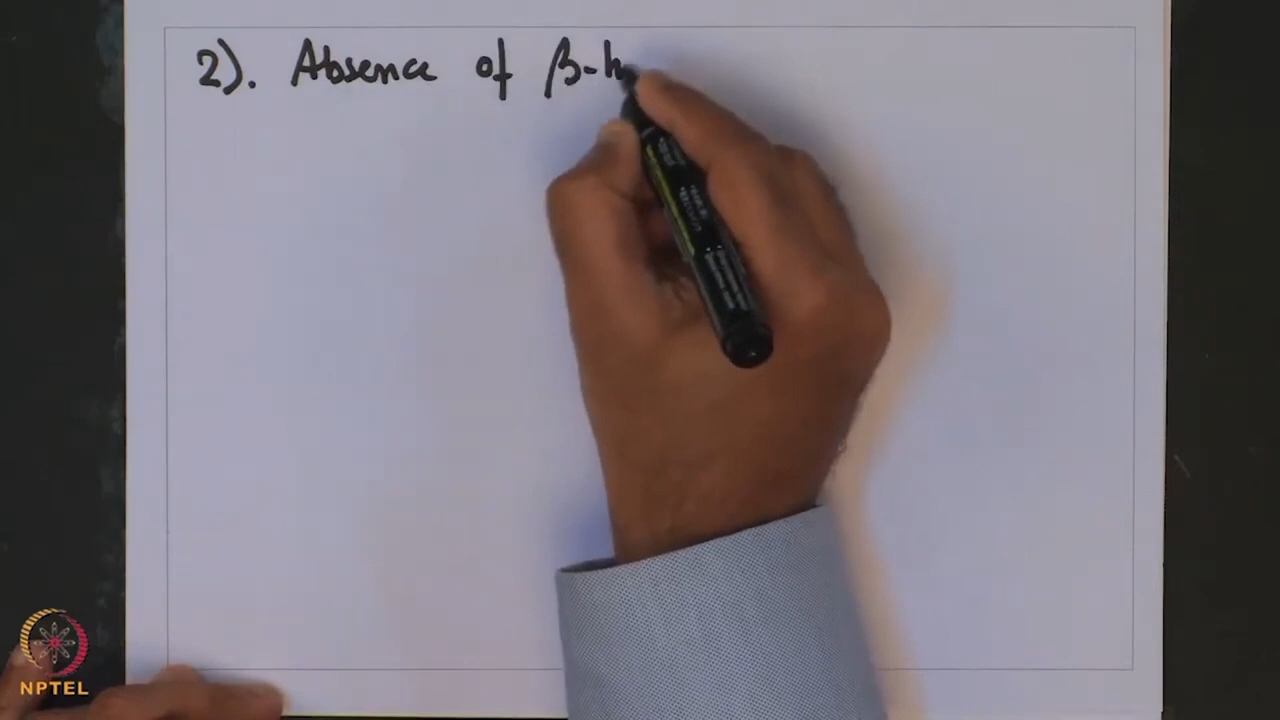 2). Absence of β-h
NPTEL